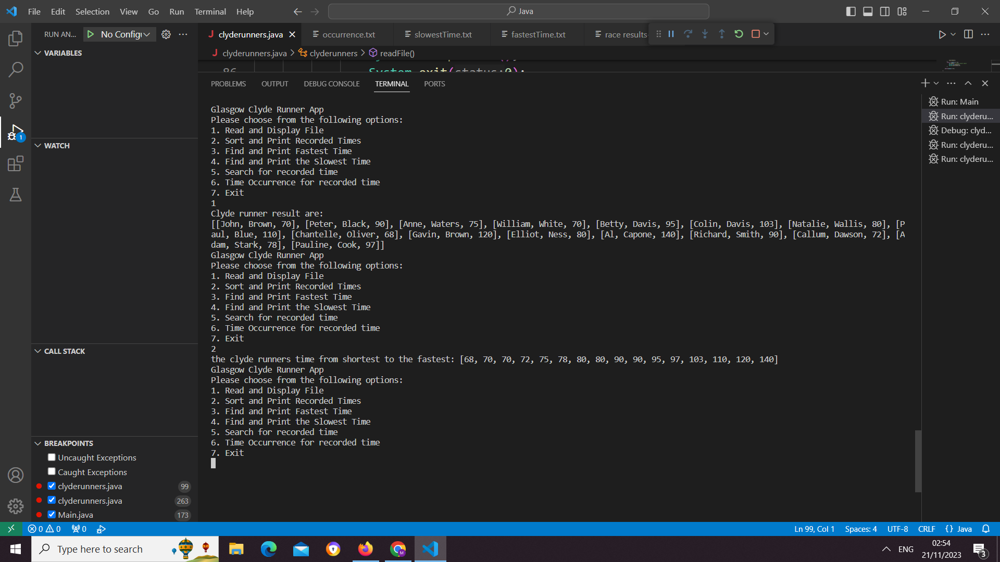 File Edit Selection View Go Run Terminal Help
Java
RUN AN... No Config
clyderunners.java occurrence.txt slowestTime.txt fastestTime.txt race results
clyderunners.java > clyderunners > readFile()
VARIABLES
86 System.exit(status:0);
PROBLEMS OUTPUT DEBUG CONSOLE TERMINAL PORTS
Run: Main
Run: clyderu...
Debug: clyd...
Run: clyderu...
Run: clyderu...
WATCH
CALL STACK
BREAKPOINTS
Uncaught Exceptions
Caught Exceptions
clyderunners.java 99
clyderunners.java 263
Main.java 173
Glasgow Clyde Runner App
Please choose from the following options:
1. Read and Display File
2. Sort and Print Recorded Times
3. Find and Print Fastest Time
4. Find and Print the Slowest Time
5. Search for recorded time
6. Time Occurrence for recorded time
7. Exit
1
Clyde runner result are:
[[John, Brown, 70], [Peter, Black, 90], [Anne, Waters, 75], [William, White, 70], [Betty, Davis, 95], [Colin, Davis, 103], [Natalie, Wallis, 80], [P
aul, Blue, 110], [Chantelle, Oliver, 68], [Gavin, Brown, 120], [Elliot, Ness, 80], [Al, Capone, 140], [Richard, Smith, 90], [Callum, Dawson, 72], [A
dam, Stark, 78], [Pauline, Cook, 97]]
Glasgow Clyde Runner App
Please choose from the following options:
1. Read and Display File
2. Sort and Print Recorded Times
3. Find and Print Fastest Time
4. Find and Print the Slowest Time
5. Search for recorded time
6. Time Occurrence for recorded time
7. Exit
2
the clyde runners time from shortest to the fastest: [68, 70, 70, 72, 75, 78, 80, 80, 90, 90, 95, 97, 103, 110, 120, 140]
Glasgow Clyde Runner App
Please choose from the following options:
1. Read and Display File
2. Sort and Print Recorded Times
3. Find and Print Fastest Time
4. Find and Print the Slowest Time
5. Search for recorded time
6. Time Occurrence for recorded time
7. Exit
0 0 0 Ln 99, Col 1 Spaces: 4 UTF-8 CRLF {} Java
Type here to search
ENG
02:54
21/11/2023
3